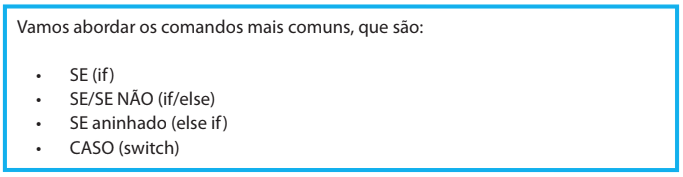 Vamos abordar os comandos mais comuns, que são:
• SE (if)
• SE/SE NÃO (if/else)
• SE aninhado (else if)
• CASO (switch)